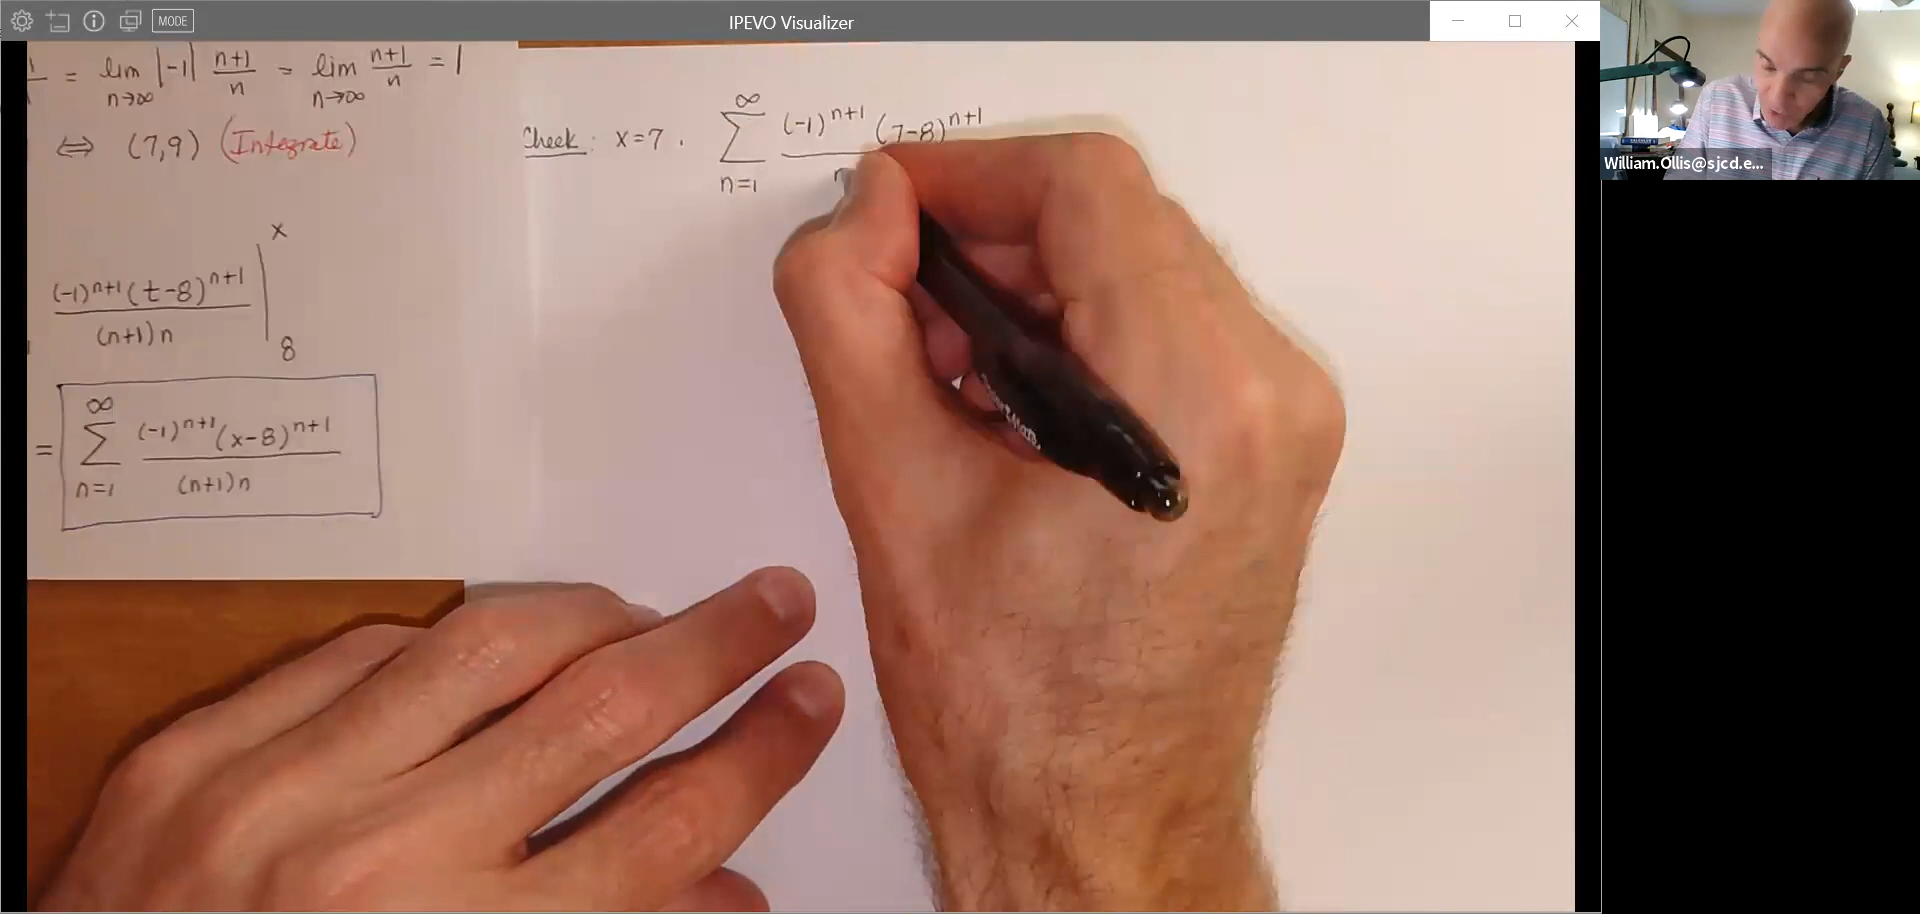 MODE
IPEVO Visualizer
= lim n→∞ |-1| n+1/n = lim n→∞ n+1/n = 1
⇔ (7,9) (Integrate)
(-1)ⁿ⁺¹(t-8)ⁿ⁺¹/(n+1)n | x 8
= ∞ Σ n=1 (-1)ⁿ⁺¹(x-8)ⁿ⁺¹/(n+1)n
Check: x=7. ∞ Σ n=1 (-1)ⁿ⁺¹(7-8)ⁿ⁺¹
William.Ollis@sjcd.e...